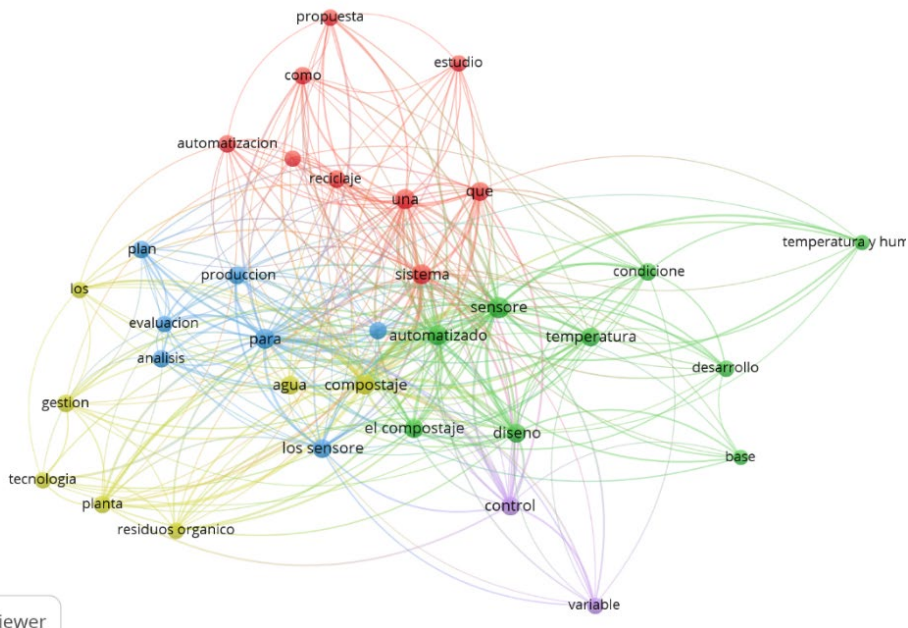 propuesta
estudio
como
automatizacion
reciclaje
que
una
temperatura y hum
plan
condicione
produccion
sistema
los
sensore
evaluacion
automatizado
temperatura
para
analisis
desarrollo
agua
compostaje
gestion
el compostaje
diseno
los sensore
base
tecnologia
planta
control
residuos organico
variable
iewer